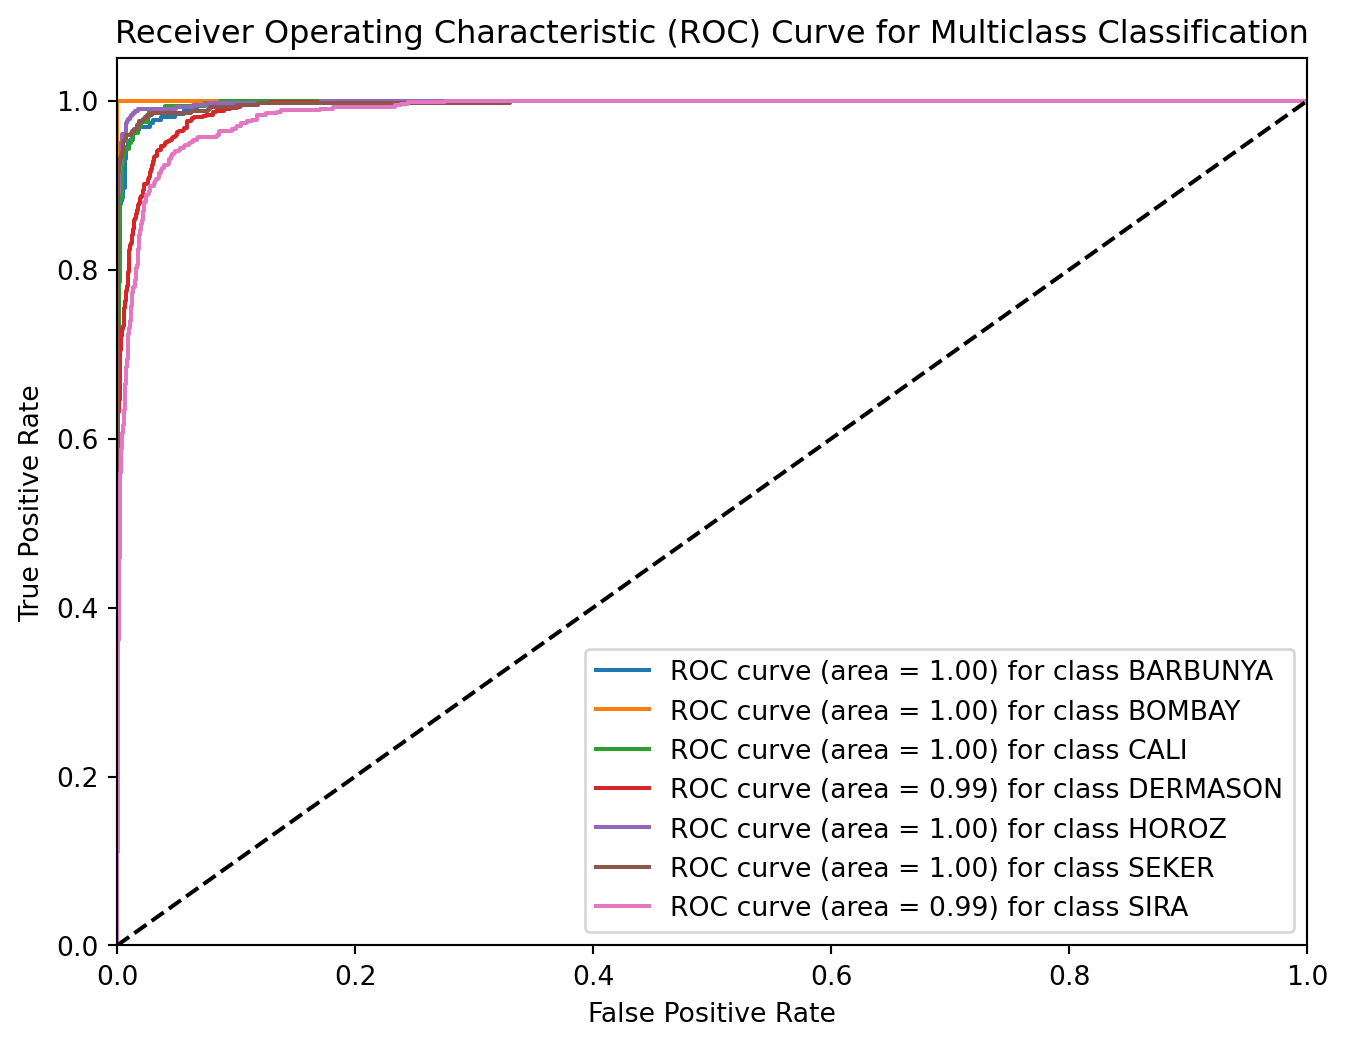 Receiver Operating Characteristic (ROC) Curve for Multiclass Classification
1.0
0.8
0.6
0.4
0.2
0.0
True Positive Rate
ROC curve (area = 1.00) for class BARBUNYA
ROC curve (area = 1.00) for class BOMBAY
ROC curve (area = 1.00) for class CALI
ROC curve (area = 0.99) for class DERMASON
ROC curve (area = 1.00) for class HOROZ
ROC curve (area = 1.00) for class SEKER
ROC curve (area = 0.99) for class SIRA
0.0 0.2 0.4 0.6 0.8 1.0
False Positive Rate